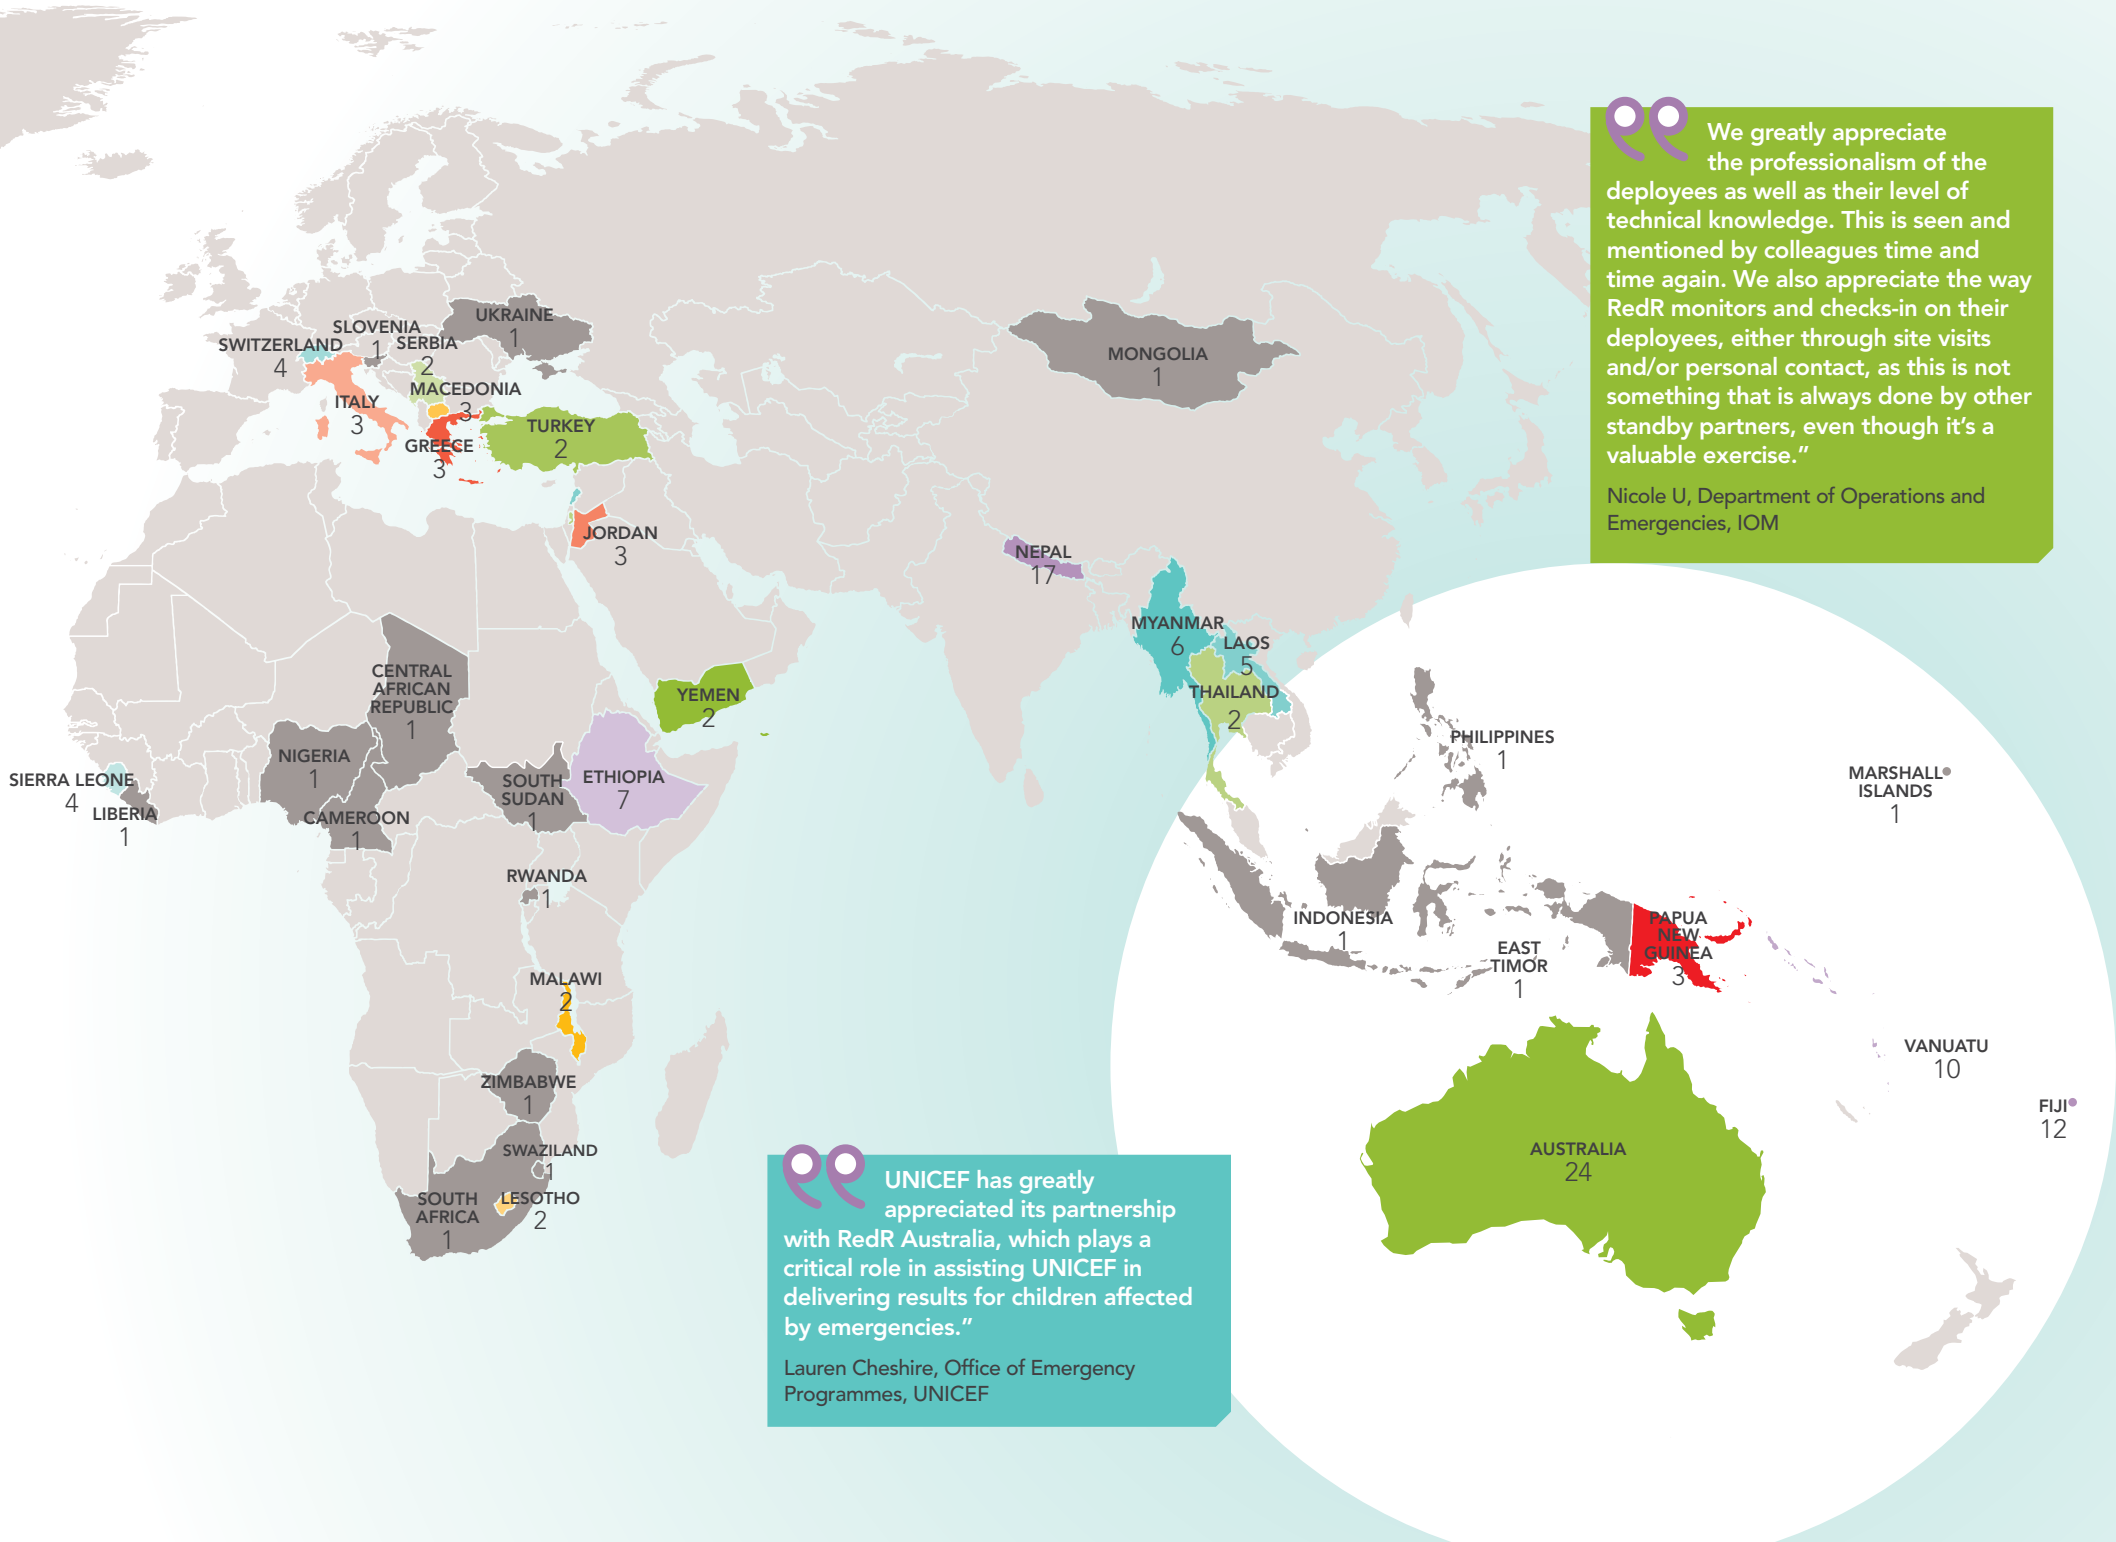 We greatly appreciate
the professionalism of the
deployees as well as their level of
technical knowledge. This is seen and
mentioned by colleagues time and
time again. We also appreciate the way
RedR monitors and checks-in on their
deployees, either through site visits
and/or personal contact, as this is not
something that is always done by other
standby partners, even though it’s a
valuable exercise.”
Nicole U, Department of Operations and
Emergencies, IOM
UKRAINE
1
SLOVENIA
1
SERBIA
2
SWITZERLAND
4
MACEDONIA
3
ITALY
3
GREECE
3
TURKEY
2
MONGOLIA
1
JORDAN
3
NEPAL
17
MYANMAR
6
LAOS
5
THAILAND
2
CENTRAL
AFRICAN
REPUBLIC
1
YEMEN
2
NIGERIA
1
SIERRA LEONE
4
LIBERIA
1
CAMEROON
1
SOUTH
SUDAN
1
ETHIOPIA
7
RWANDA
1
MALAWI
2
ZIMBABWE
1
SWAZILAND
1
SOUTH
AFRICA
1
LESOTHO
2
PHILIPPINES
1
MARSHALL
ISLANDS
1
INDONESIA
1
EAST
TIMOR
1
PAPUA
NEW
GUINEA
3
VANUATU
10
FIJI
12
AUSTRALIA
24
UNICEF has greatly
appreciated its partnership
with RedR Australia, which plays a
critical role in assisting UNICEF in
delivering results for children affected
by emergencies.”
Lauren Cheshire, Office of Emergency
Programmes, UNICEF